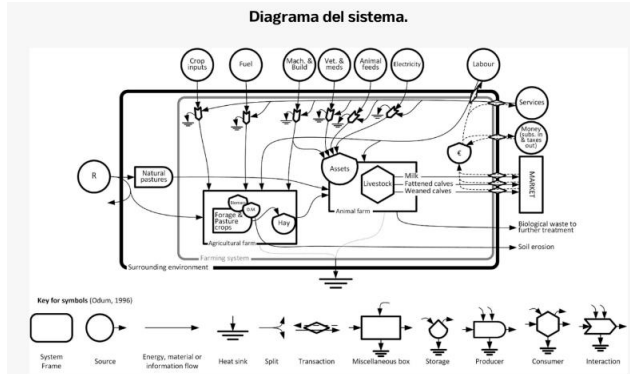 Diagrama del sistema.
Crop
inputs
Fuel
Mach. &
Build
Vet. &
meds
Animal
feeds
Electricity
Labour
Services
Money
(subs. in
& taxes
out)
R
Natural
pastures
Assets
€
Livestock
Milk
Fattened calves
Weaned calves
MARKET
Biomass
O.M.
Forage &
Pasture
crops
Hay
Animal farm
Agricultural farm
Biological waste to
further treatment
Soil erosion
Farming system
Surrounding environment
Key for symbols (Odum, 1996)
System
Frame
Source
Energy, material or
information flow
Heat sink
Split
Transaction
Miscellaneous box
Storage
Producer
Consumer
Interaction